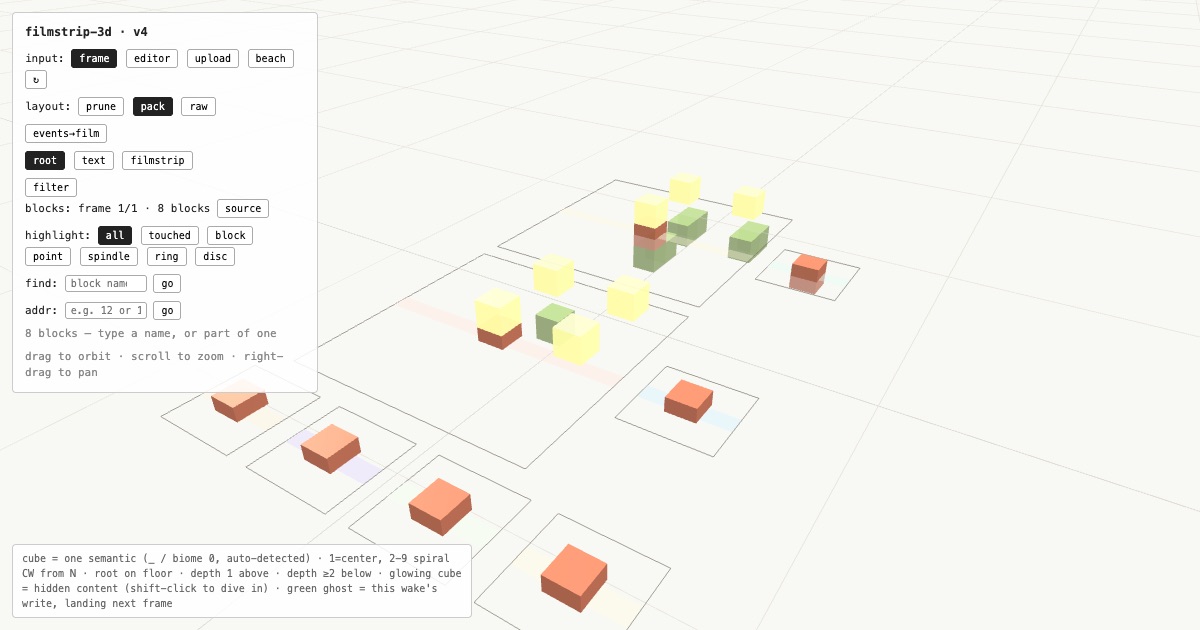 filmstrip-3d · v4
input: frame editor upload beach
↻
layout: prune pack raw
events→film
root text filmstrip
filter
blocks: frame 1/1 · 8 blocks source
highlight: all touched block
point spindle ring disc
find: block name go
addr: e.g. 12 or 1 go
8 blocks — type a name, or part of one
drag to orbit · scroll to zoom · right-
drag to pan
cube = one semantic (_ / biome 0, auto-detected) · 1=center, 2-9 spiral
CW from N · root on floor · depth 1 above · depth ≥2 below · glowing cube
= hidden content (shift-click to dive in) · green ghost = this wake's
write, landing next frame